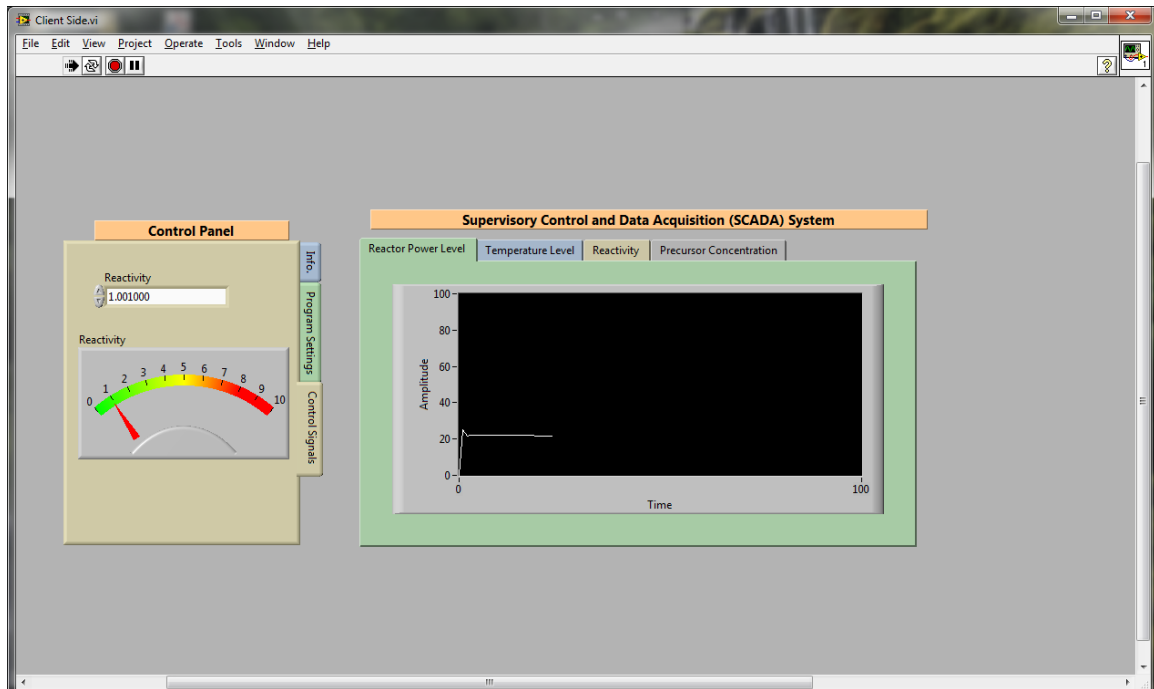 Client Side.vi
File Edit View Project Operate Tools Window Help
1
Supervisory Control and Data Acquisition (SCADA) System
Control Panel
Reactor Power Level Temperature Level Reactivity Precursor Concentration
Info.
Program Settings
Control Signals
Reactivity
1.001000
Reactivity
0 1 2 3 4 5 6 7 8 9 10
100
80
60
40
20
0
Amplitude
0 100
Time